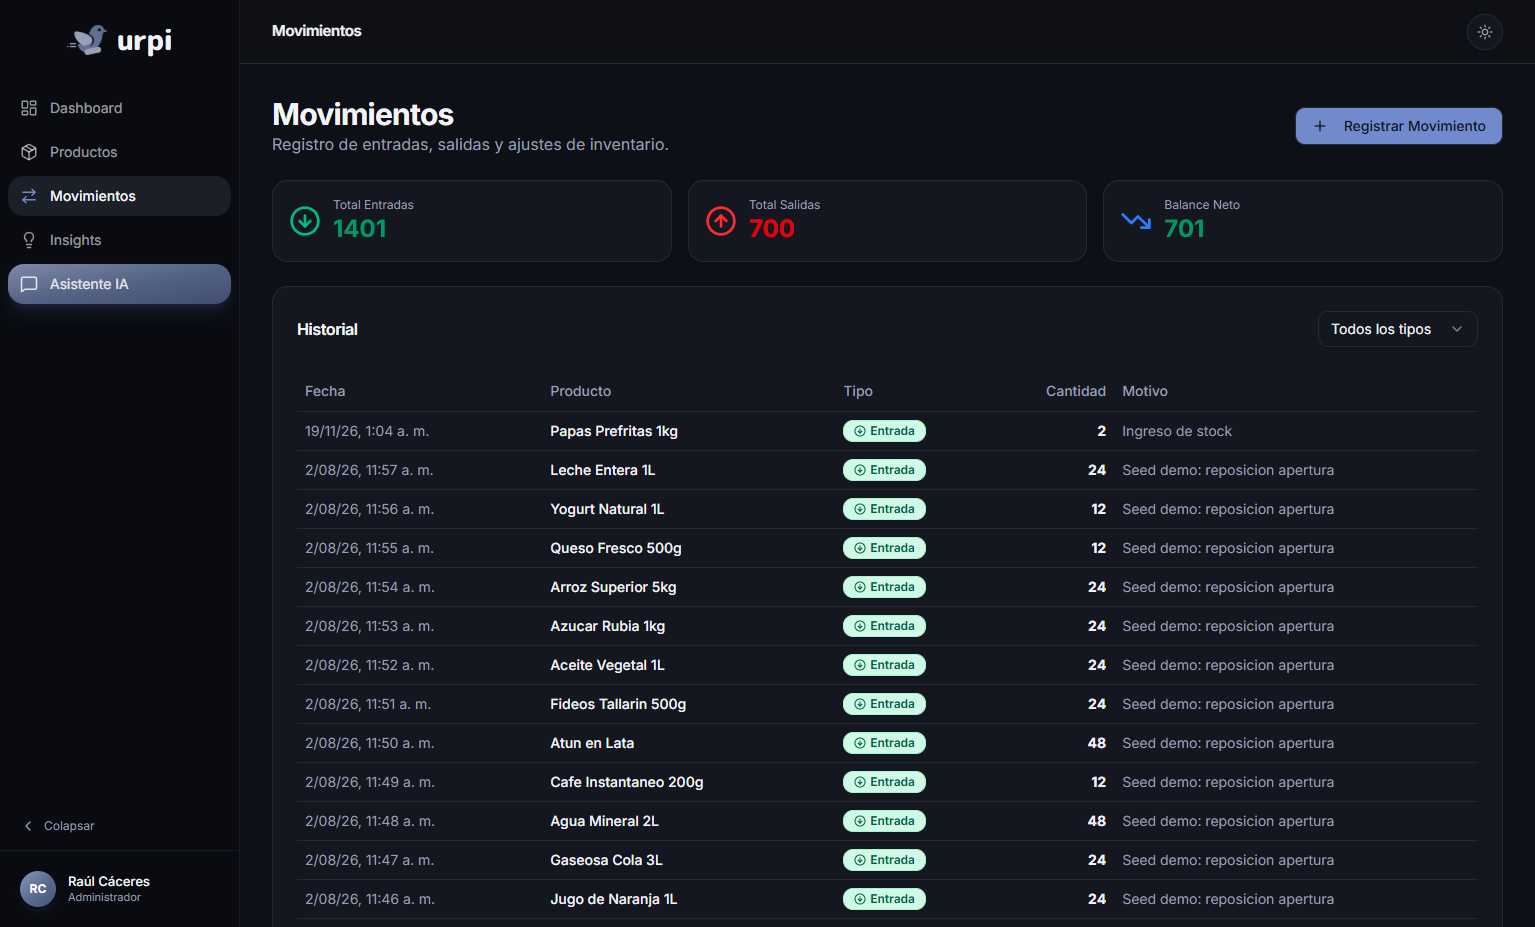 urpi
Dashboard
Productos
Movimientos
Insights
Asistente IA
Colapsar
RC
Raúl Cáceres
Administrador
Movimientos
Movimientos
Registro de entradas, salidas y ajustes de inventario.
Registrar Movimiento
Total Entradas
1401
Total Salidas
700
Balance Neto
701
Historial
Todos los tipos
Fecha Producto Tipo Cantidad Motivo
19/11/26, 1:04 a. m. Papas Prefritas 1kg Entrada 2 Ingreso de stock
2/08/26, 11:57 a. m. Leche Entera 1L Entrada 24 Seed demo: reposicion apertura
2/08/26, 11:56 a. m. Yogurt Natural 1L Entrada 12 Seed demo: reposicion apertura
2/08/26, 11:55 a. m. Queso Fresco 500g Entrada 12 Seed demo: reposicion apertura
2/08/26, 11:54 a. m. Arroz Superior 5kg Entrada 24 Seed demo: reposicion apertura
2/08/26, 11:53 a. m. Azucar Rubia 1kg Entrada 24 Seed demo: reposicion apertura
2/08/26, 11:52 a. m. Aceite Vegetal 1L Entrada 24 Seed demo: reposicion apertura
2/08/26, 11:51 a. m. Fideos Tallarin 500g Entrada 24 Seed demo: reposicion apertura
2/08/26, 11:50 a. m. Atun en Lata Entrada 48 Seed demo: reposicion apertura
2/08/26, 11:49 a. m. Cafe Instantaneo 200g Entrada 12 Seed demo: reposicion apertura
2/08/26, 11:48 a. m. Agua Mineral 2L Entrada 48 Seed demo: reposicion apertura
2/08/26, 11:47 a. m. Gaseosa Cola 3L Entrada 24 Seed demo: reposicion apertura
2/08/26, 11:46 a. m. Jugo de Naranja 1L Entrada 24 Seed demo: reposicion apertura